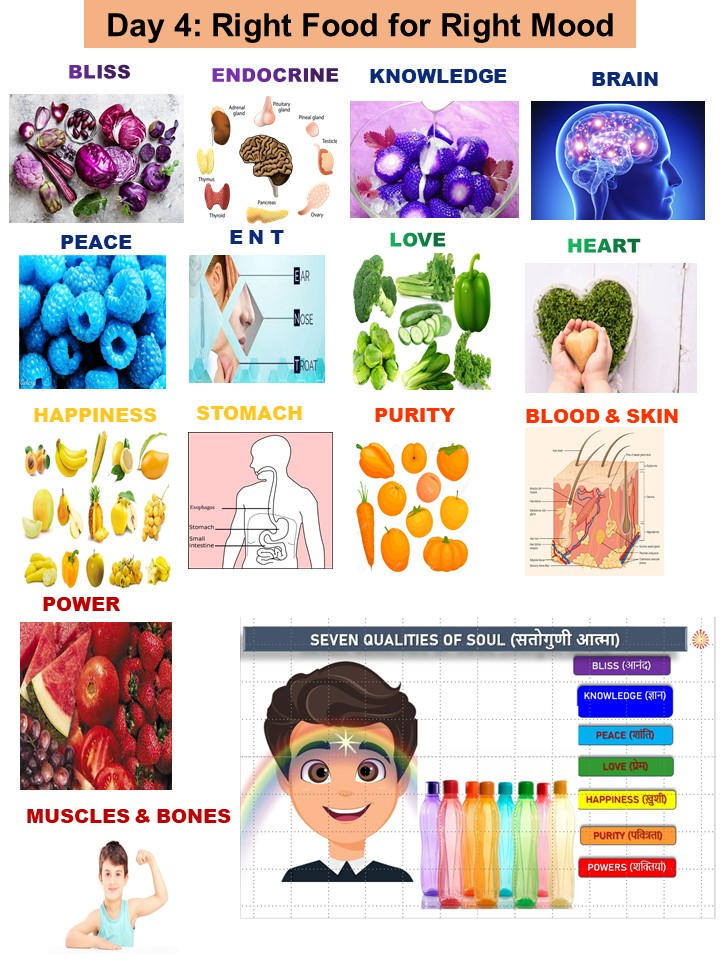 Day 4: Right Food for Right Mood
BLISS
ENDOCRINE
KNOWLEDGE
BRAIN
Adrenal
gland
Pituitary
gland
Pineal gland
Testicle
Thymus
Thyroid
Pancreas
Ovary
PEACE
E N T
LOVE
HEART
EAR
NOSE
TROAT
HAPPINESS
STOMACH
PURITY
BLOOD & SKIN
Esophagos
Stomach
Small
intestine
POWER
SEVEN QUALITIES OF SOUL (सतोगुणी आत्मा)
BLISS (आनंद)
KNOWLEDGE (ज्ञान)
PEACE (शांति)
LOVE (प्रेम)
HAPPINESS (ख़ुशी)
PURITY (पवित्रता)
POWERS (शक्तियां)
MUSCLES & BONES